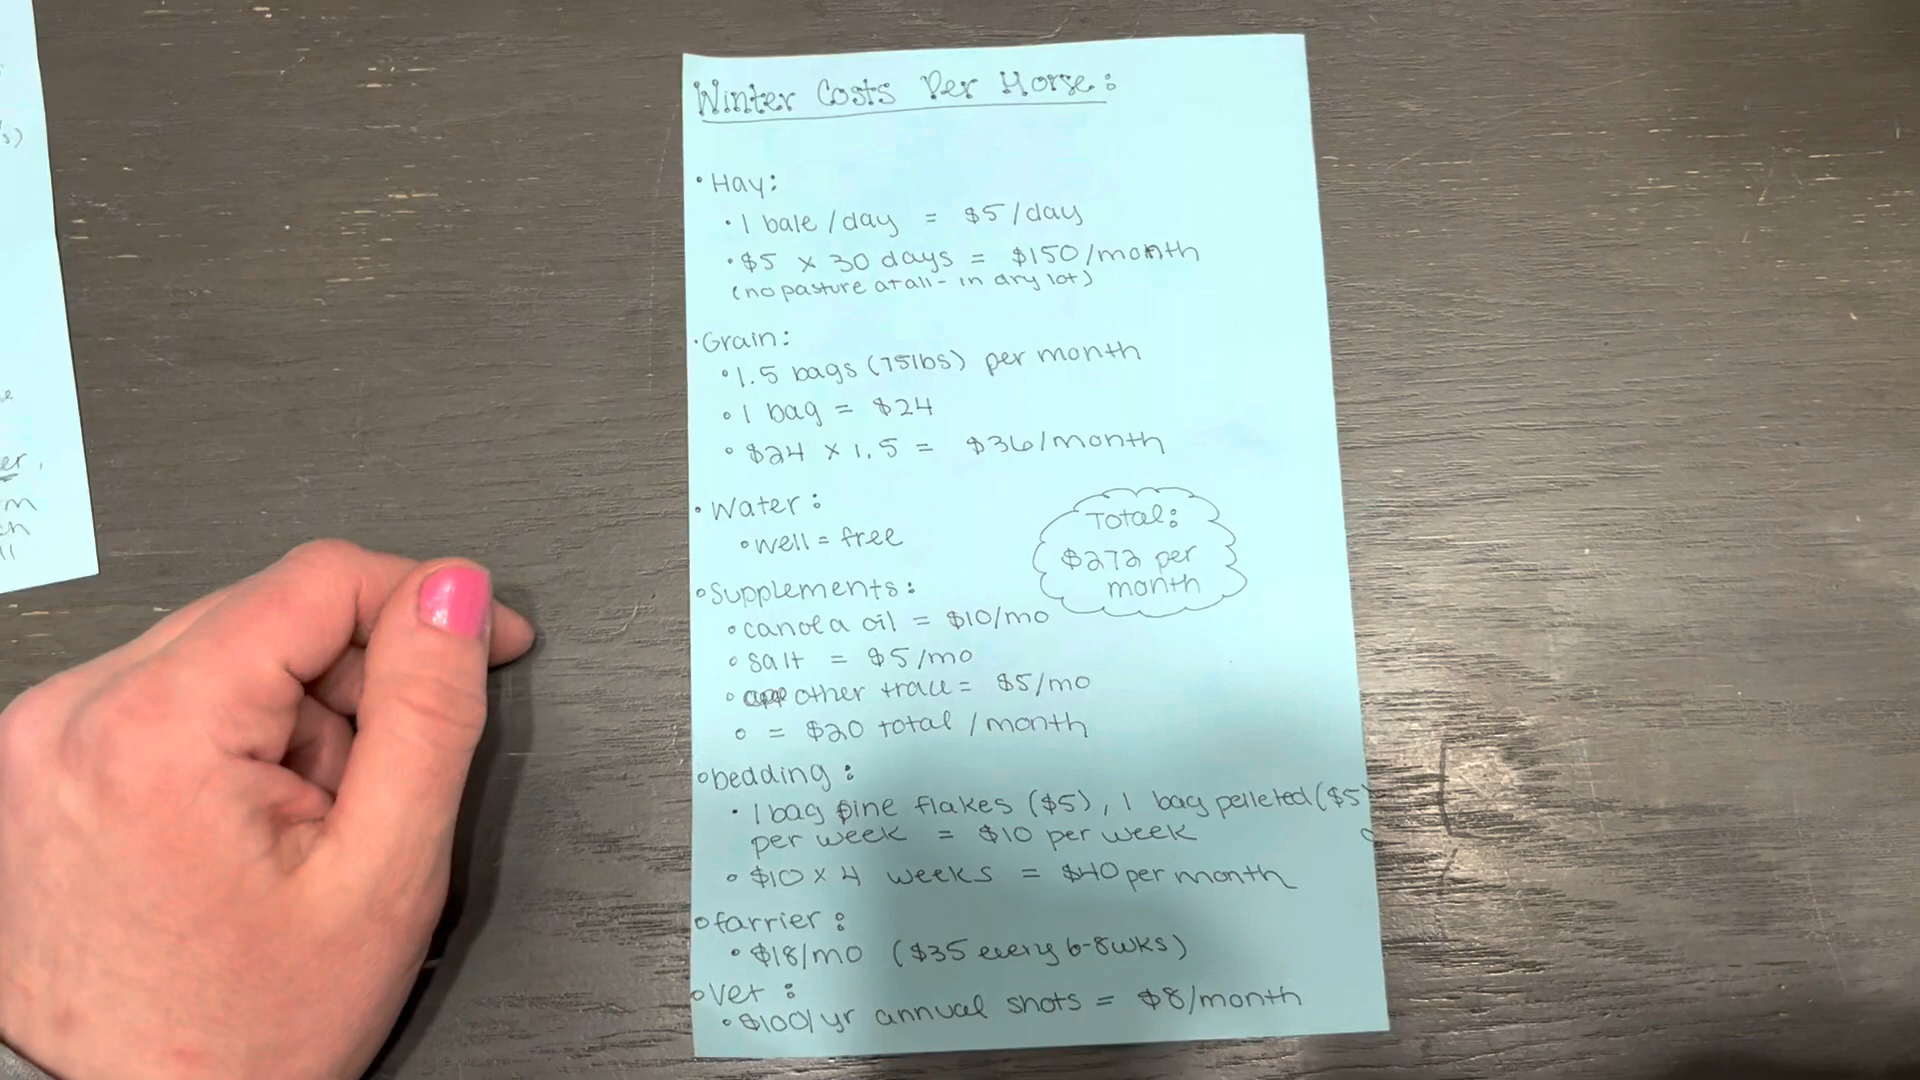 Winter Costs Per Horse:
• Hay:
• 1 bale / day = $5 / day
• $5 x 30 days = $150 / month
(no pasture at all - in dry lot)
• Grain:
• 1.5 bags (75lbs) per month
• 1 bag = $24
• $24 x 1.5 = $36/month
• Water:
• well = free
Total:
$272 per
month
• Supplements:
• canola oil = $10/mo
• salt = $5/mo
• other trace = $5/mo
• = $20 total / month
• bedding:
• 1 bag pine flakes ($5), 1 bag pelleted ($5)
per week = $10 per week
• $10 x 4 weeks = $40 per month
• farrier:
• $18/mo ($35 every 6-8wks)
• Vet:
• $100/yr annual shots = $8/month